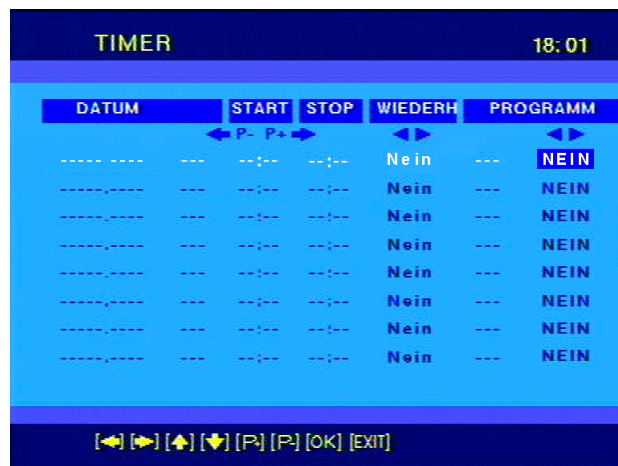 TIMER 18:01
DATUM START STOP WIEDERH PROGRAMM
P- P+
----- ---- --- --:-- --:-- Nein --- NEIN
-----.---- --- --:-- --:-- Nein --- NEIN
-----.---- --- --:-- --:-- Nein --- NEIN
-----.---- --- --:-- --:-- Nein --- NEIN
-----.---- --- --:-- --:-- Nein --- NEIN
-----.---- --- --:-- --:-- Nein --- NEIN
-----.---- --- --:-- --:-- Nein --- NEIN
-----.---- --- --:-- --:-- Nein --- NEIN
[←] [→] [↑] [↓] [P+] [P-] [OK] [EXIT]